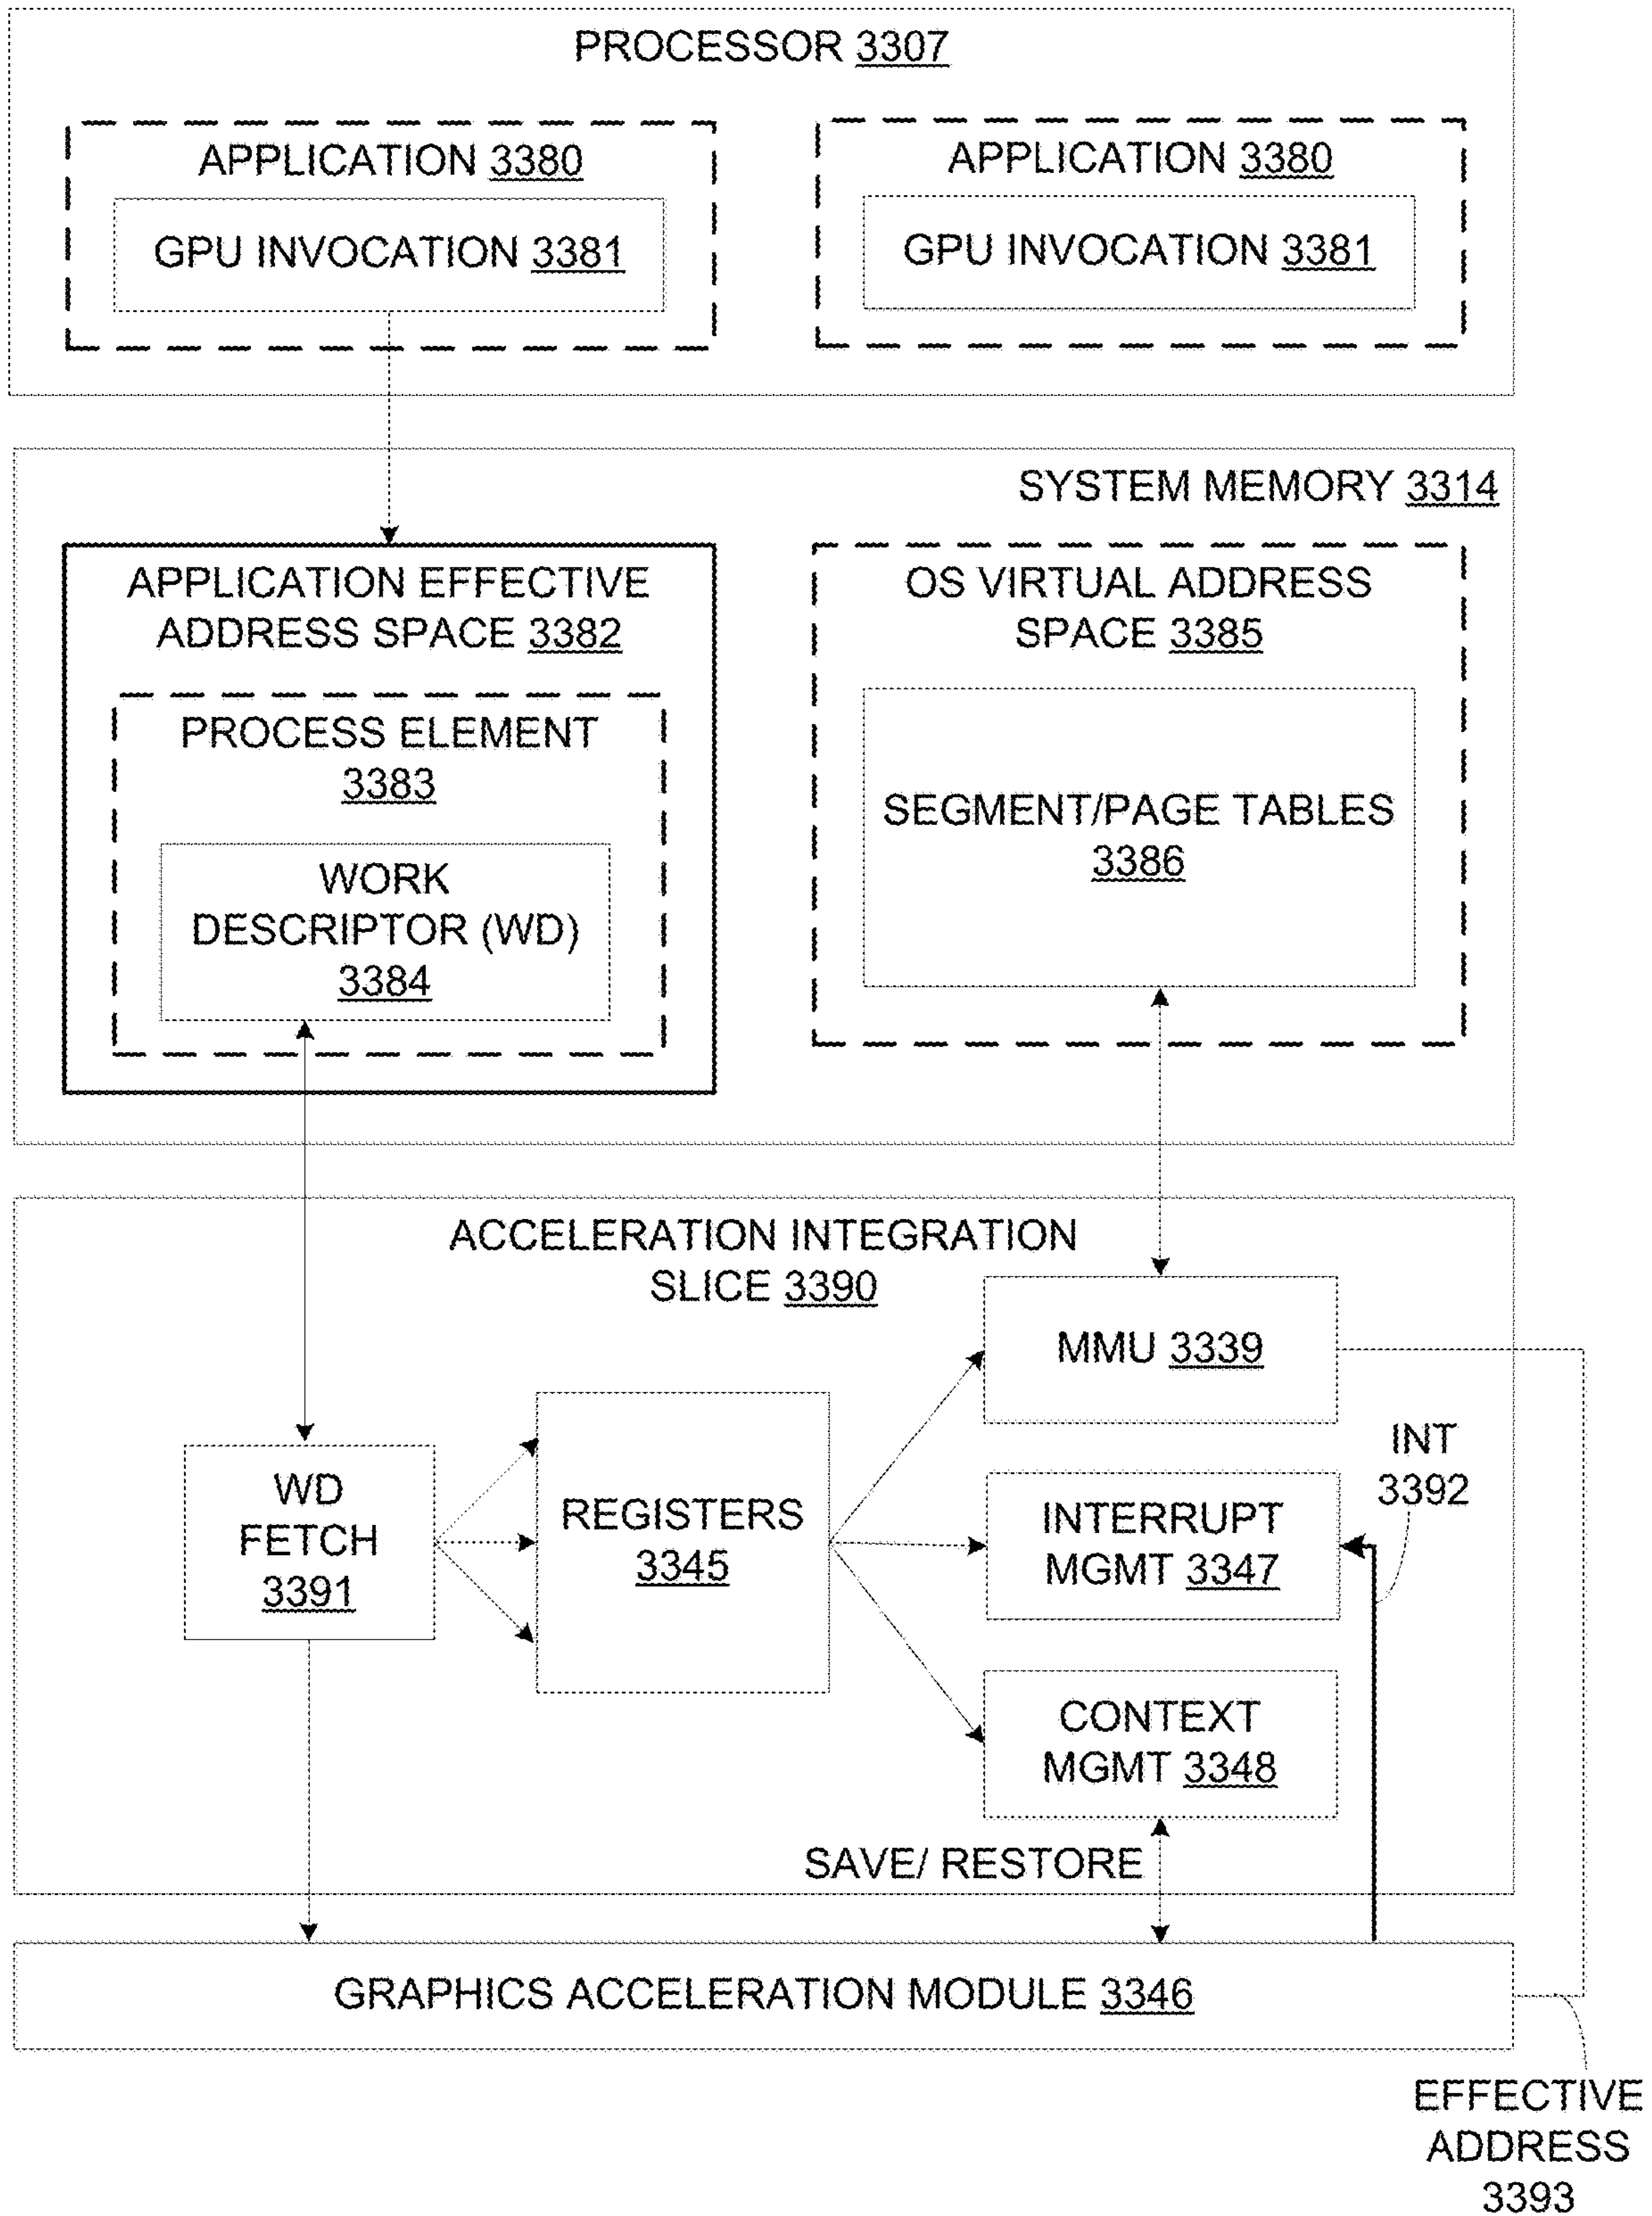 PROCESSOR 3307
APPLICATION 3380
GPU INVOCATION 3381
APPLICATION 3380
GPU INVOCATION 3381
SYSTEM MEMORY 3314
APPLICATION EFFECTIVE
ADDRESS SPACE 3382
PROCESS ELEMENT
3383
WORK
DESCRIPTOR (WD)
3384
OS VIRTUAL ADDRESS
SPACE 3385
SEGMENT/PAGE TABLES
3386
ACCELERATION INTEGRATION
SLICE 3390
WD
FETCH
3391
REGISTERS
3345
MMU 3339
INTERRUPT
MGMT 3347
CONTEXT
MGMT 3348
INT
3392
SAVE/ RESTORE
GRAPHICS ACCELERATION MODULE 3346
EFFECTIVE
ADDRESS
3393